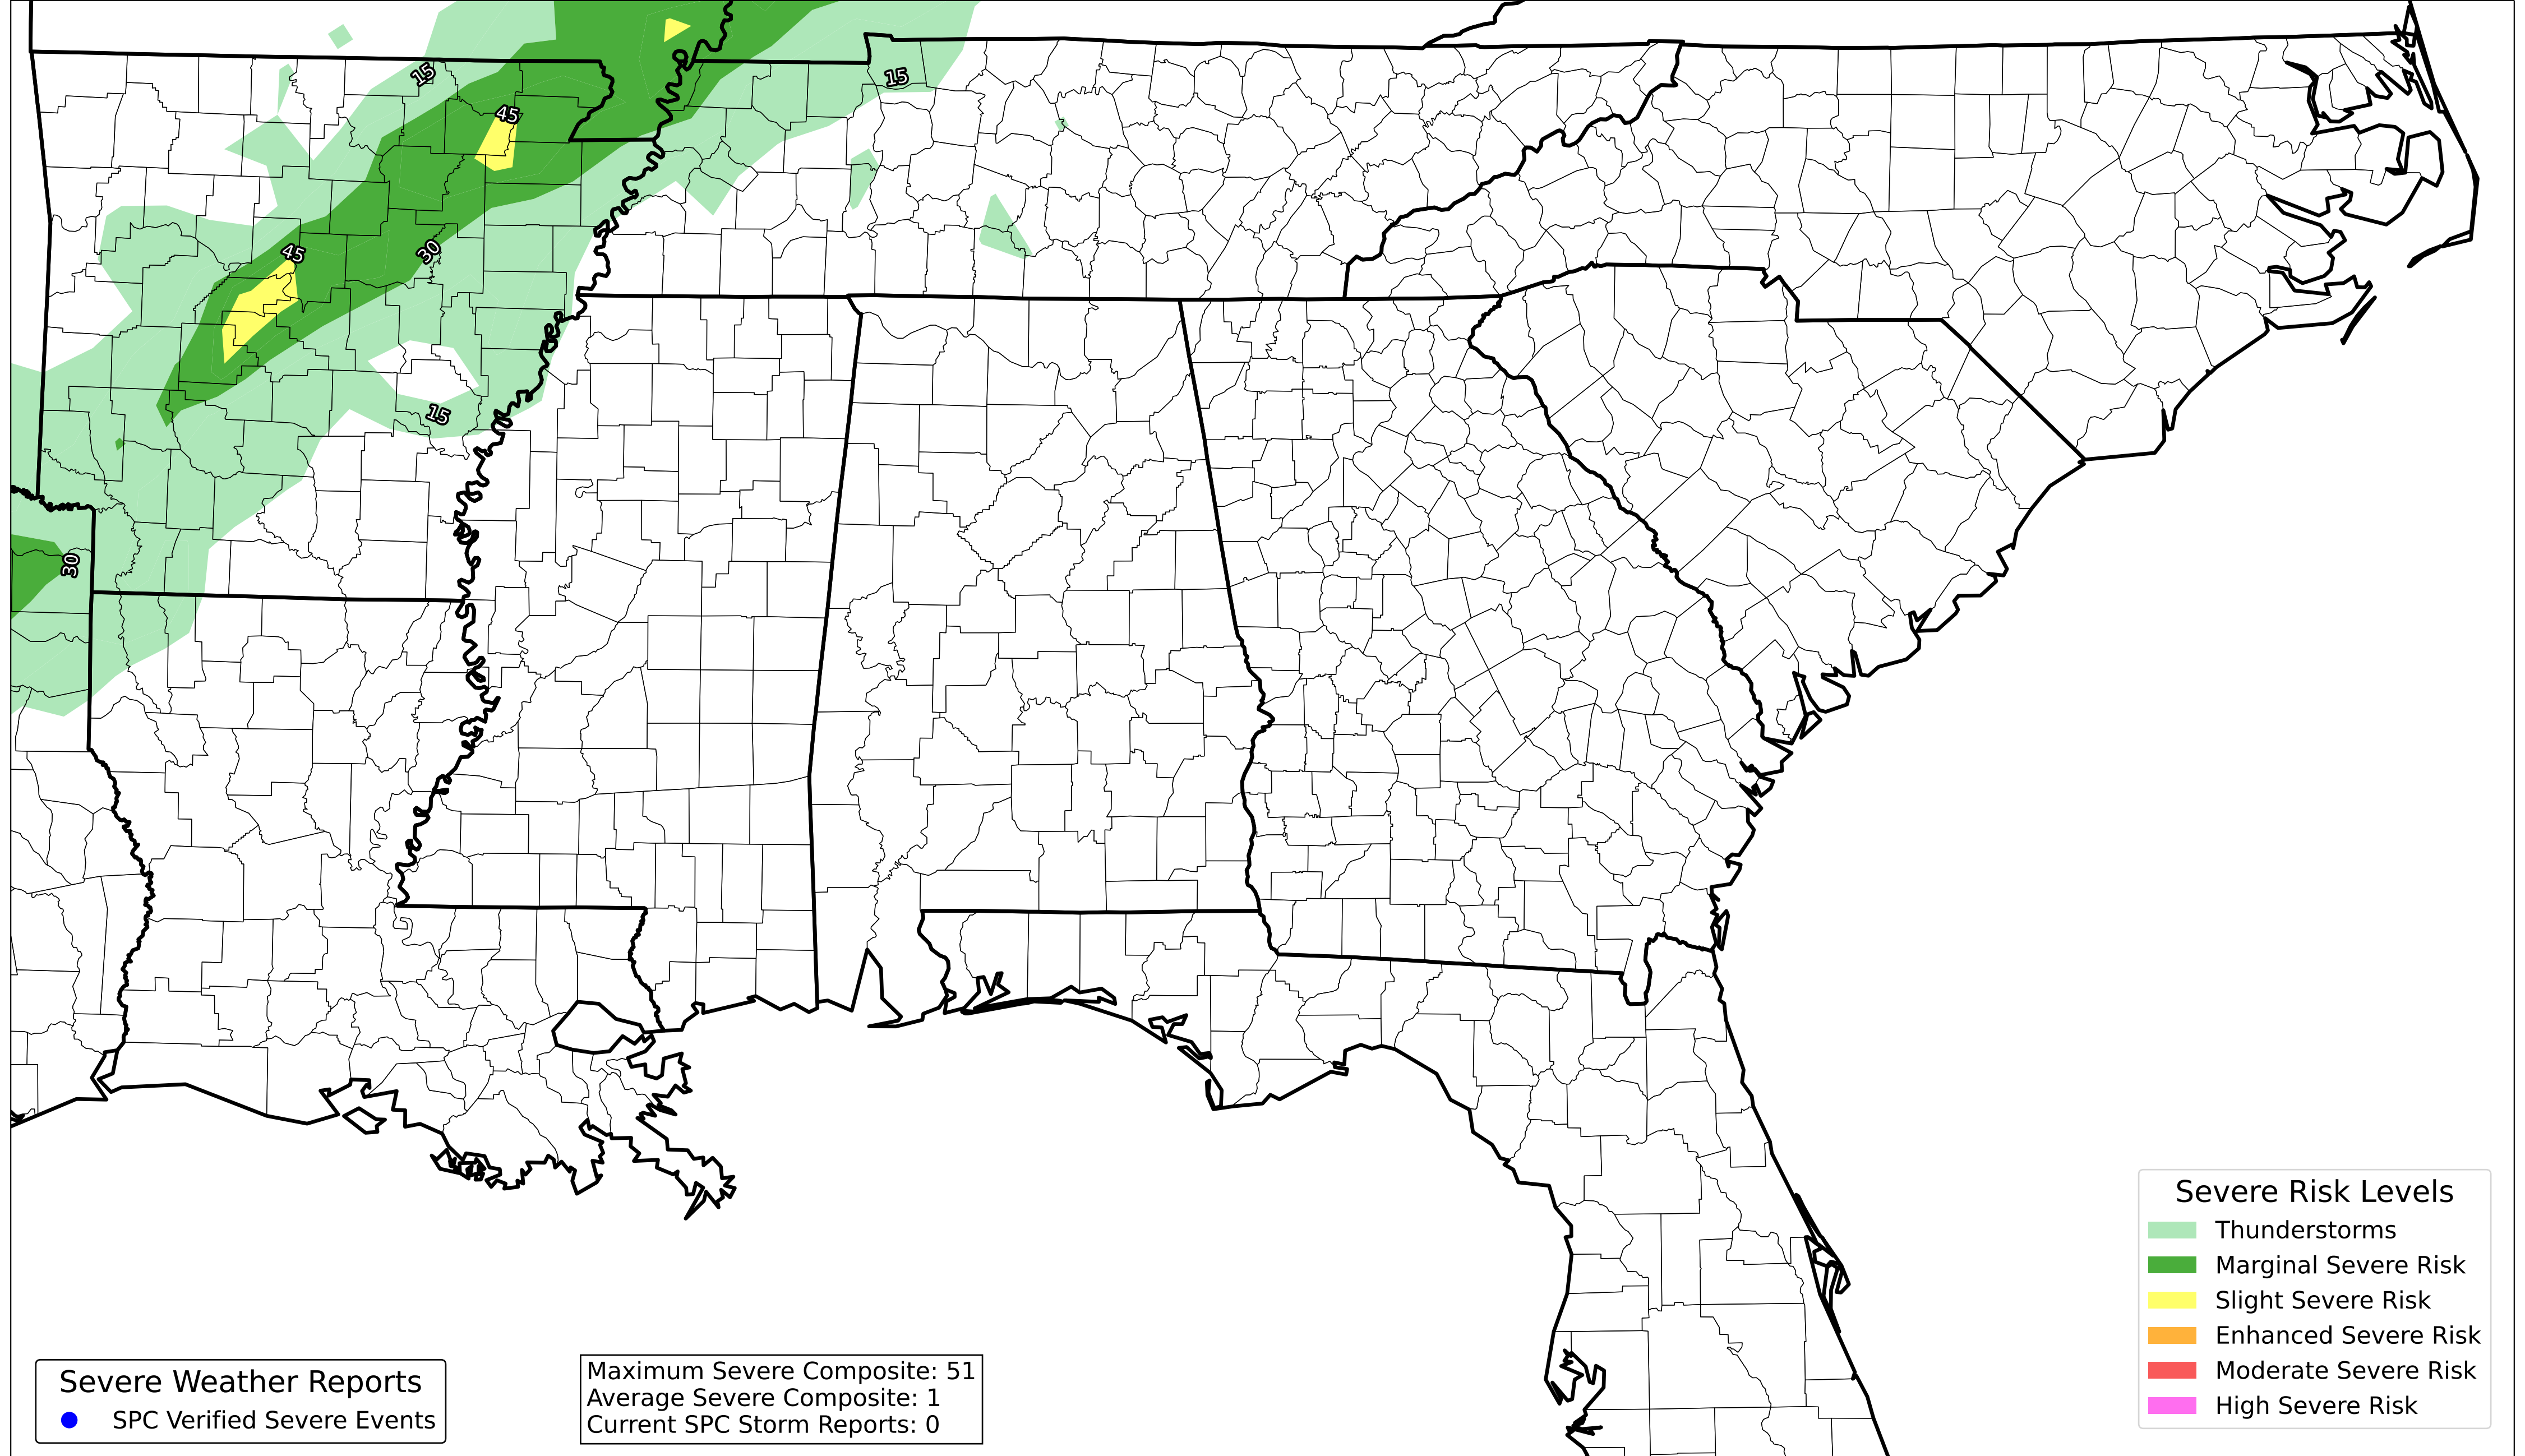 15
15
45
45
30
15
30
Severe Risk Levels
Thunderstorms
Marginal Severe Risk
Slight Severe Risk
Enhanced Severe Risk
Moderate Severe Risk
High Severe Risk
Severe Weather Reports
SPC Verified Severe Events
Maximum Severe Composite: 51
Average Severe Composite: 1
Current SPC Storm Reports: 0